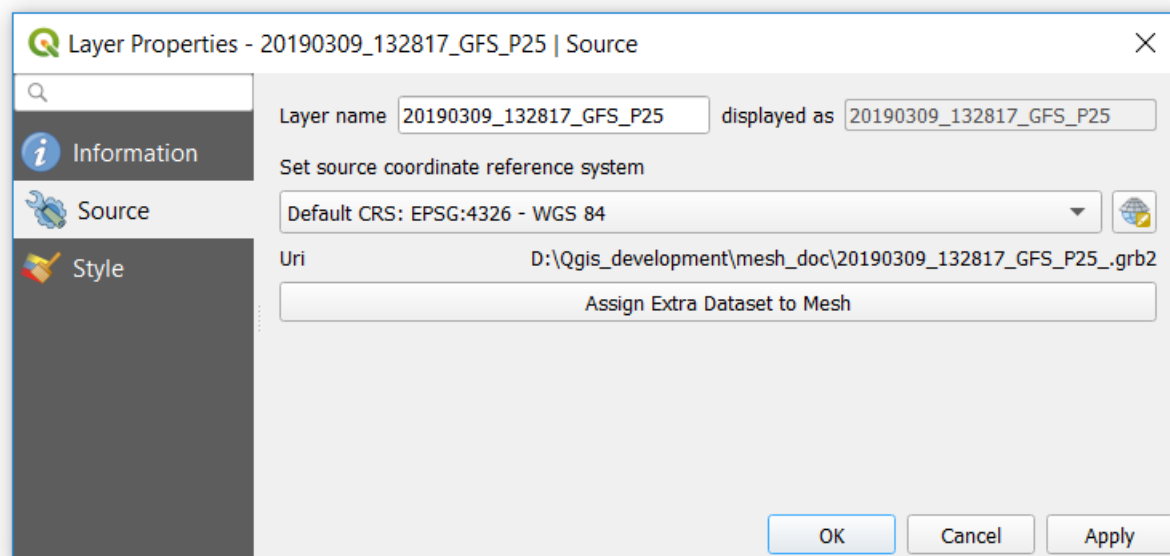 Layer Properties - 20190309_132817_GFS_P25 | Source
Information
Source
Style
Layer name 20190309_132817_GFS_P25 displayed as 20190309_132817_GFS_P25
Set source coordinate reference system
Default CRS: EPSG:4326 - WGS 84
Uri D:\Qgis_development\mesh_doc\20190309_132817_GFS_P25_.grb2
Assign Extra Dataset to Mesh
OK Cancel Apply